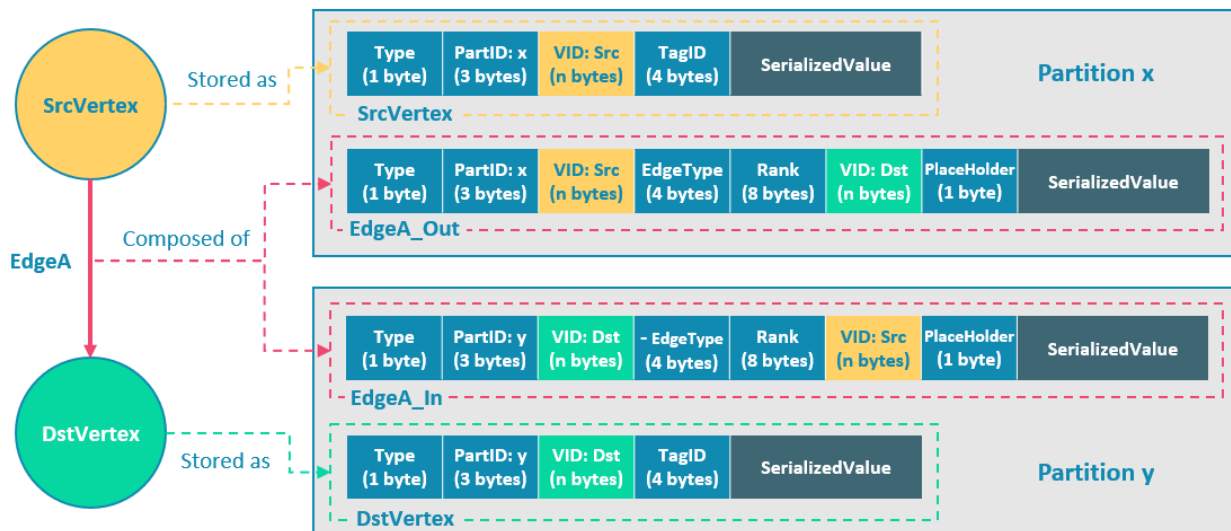 SrcVertex
Stored as
EdgeA
Composed of
DstVertex
Stored as
Partition x
Type
(1 byte)
PartID: x
(3 bytes)
VID: Src
(n bytes)
TagID
(4 bytes)
SerializedValue
SrcVertex
Type
(1 byte)
PartID: x
(3 bytes)
VID: Src
(n bytes)
EdgeType
(4 bytes)
Rank
(8 bytes)
VID: Dst
(n bytes)
PlaceHolder
(1 byte)
SerializedValue
EdgeA_Out
Type
(1 byte)
PartID: y
(3 bytes)
VID: Dst
(n bytes)
- EdgeType
(4 bytes)
Rank
(8 bytes)
VID: Src
(n bytes)
PlaceHolder
(1 byte)
SerializedValue
EdgeA_In
Type
(1 byte)
PartID: y
(3 bytes)
VID: Dst
(n bytes)
TagID
(4 bytes)
SerializedValue
DstVertex
Partition y